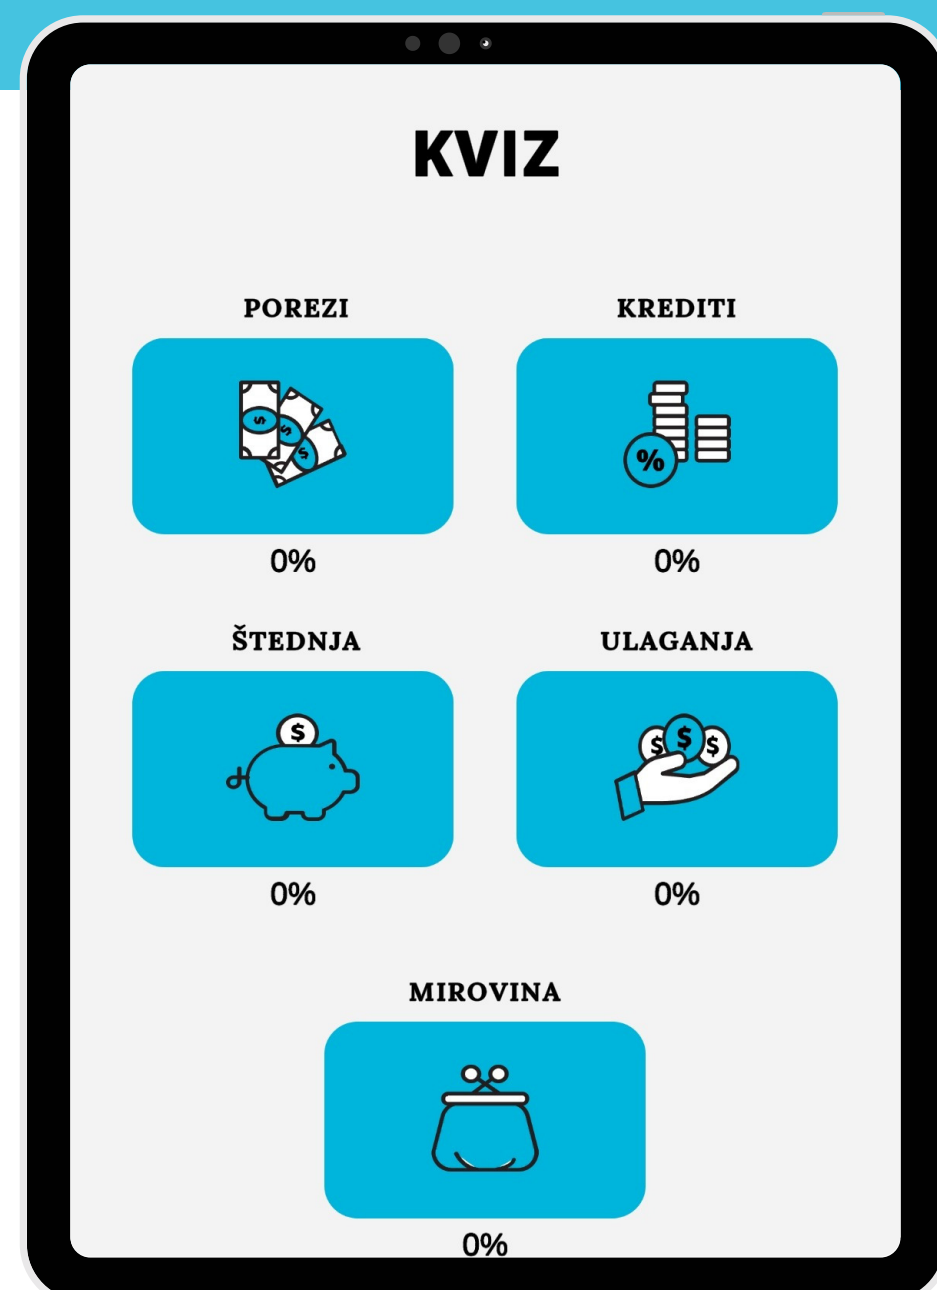 KVIZ
POREZI
KREDITI
$ $ $
%
0%
0%
ŠTEDNJA
ULAGANJA
$
$ $ $
0%
0%
MIROVINA
0%